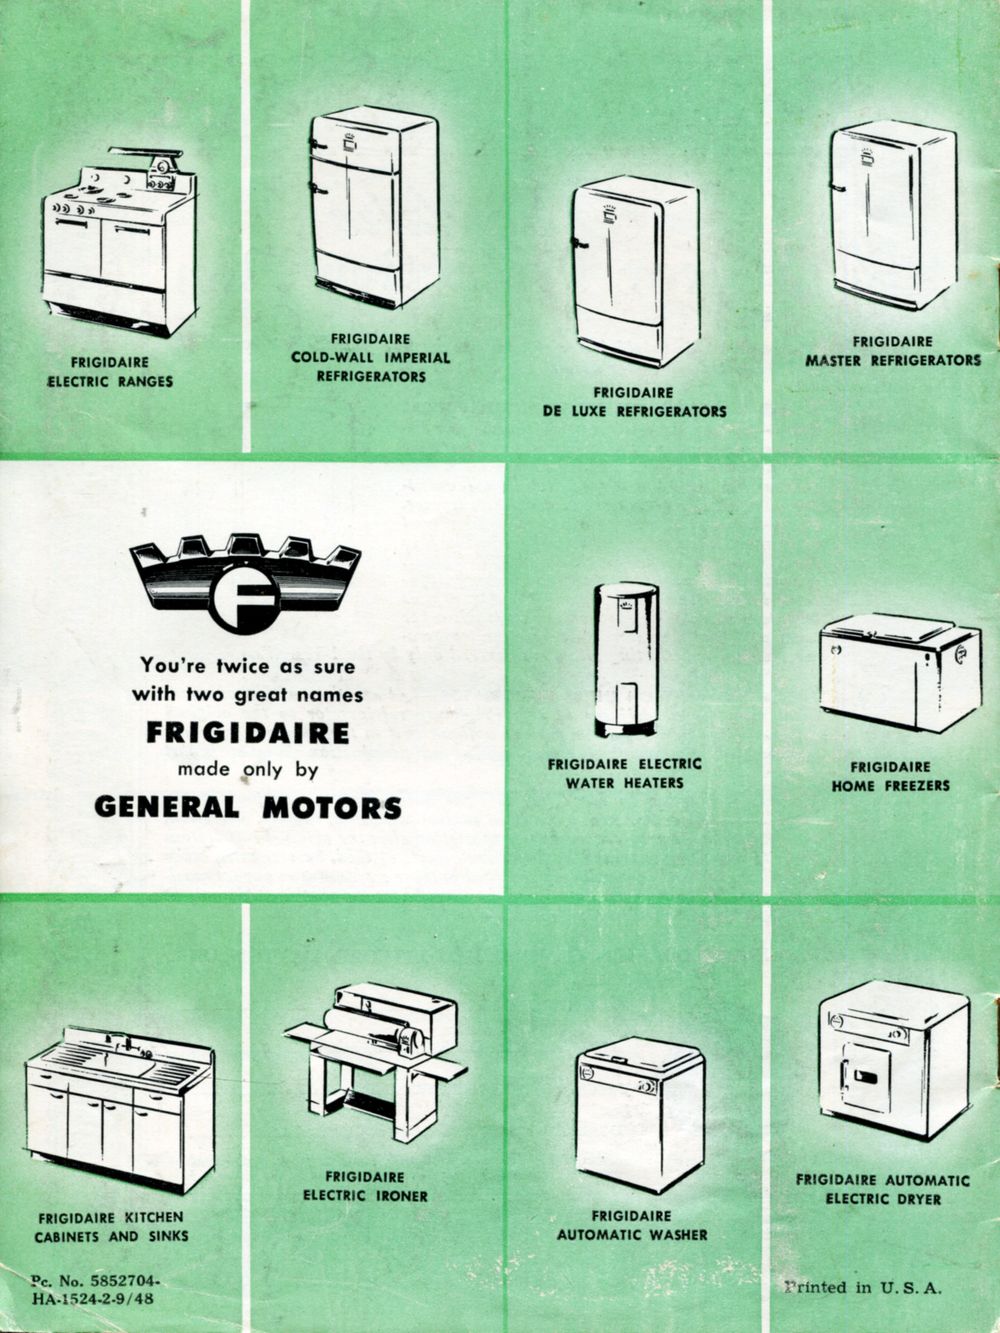 FRIGIDAIRE
ELECTRIC RANGES
FRIGIDAIRE
COLD-WALL IMPERIAL
REFRIGERATORS
FRIGIDAIRE
DE LUXE REFRIGERATORS
FRIGIDAIRE
MASTER REFRIGERATORS
F
You're twice as sure
with two great names
FRIGIDAIRE
made only by
GENERAL MOTORS
FRIGIDAIRE ELECTRIC
WATER HEATERS
FRIGIDAIRE
HOME FREEZERS
FRIGIDAIRE KITCHEN
CABINETS AND SINKS
FRIGIDAIRE
ELECTRIC IRONER
FRIGIDAIRE
AUTOMATIC WASHER
FRIGIDAIRE AUTOMATIC
ELECTRIC DRYER
Pc. No. 5852704-
HA-1524-2-9/48
Printed in U. S. A.